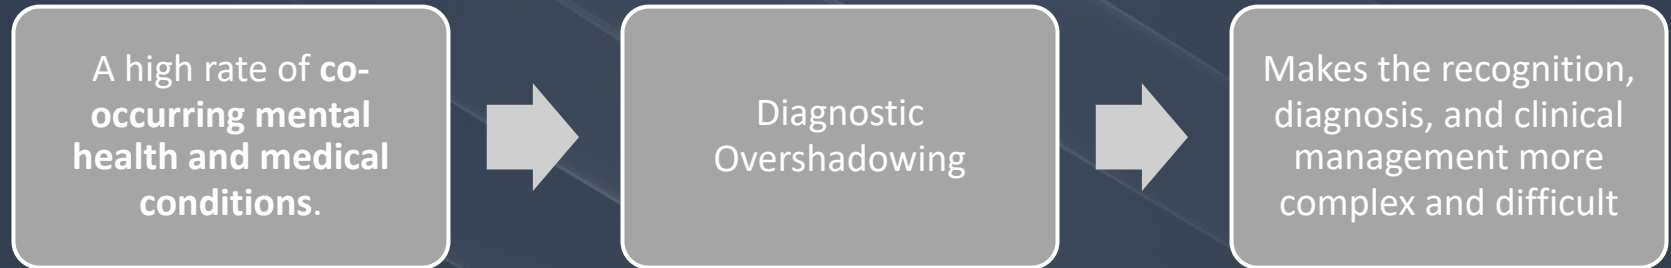 A high rate of co-
occurring mental
health and medical
conditions.
Diagnostic
Overshadowing
Makes the recognition,
diagnosis, and clinical
management more
complex and difficult